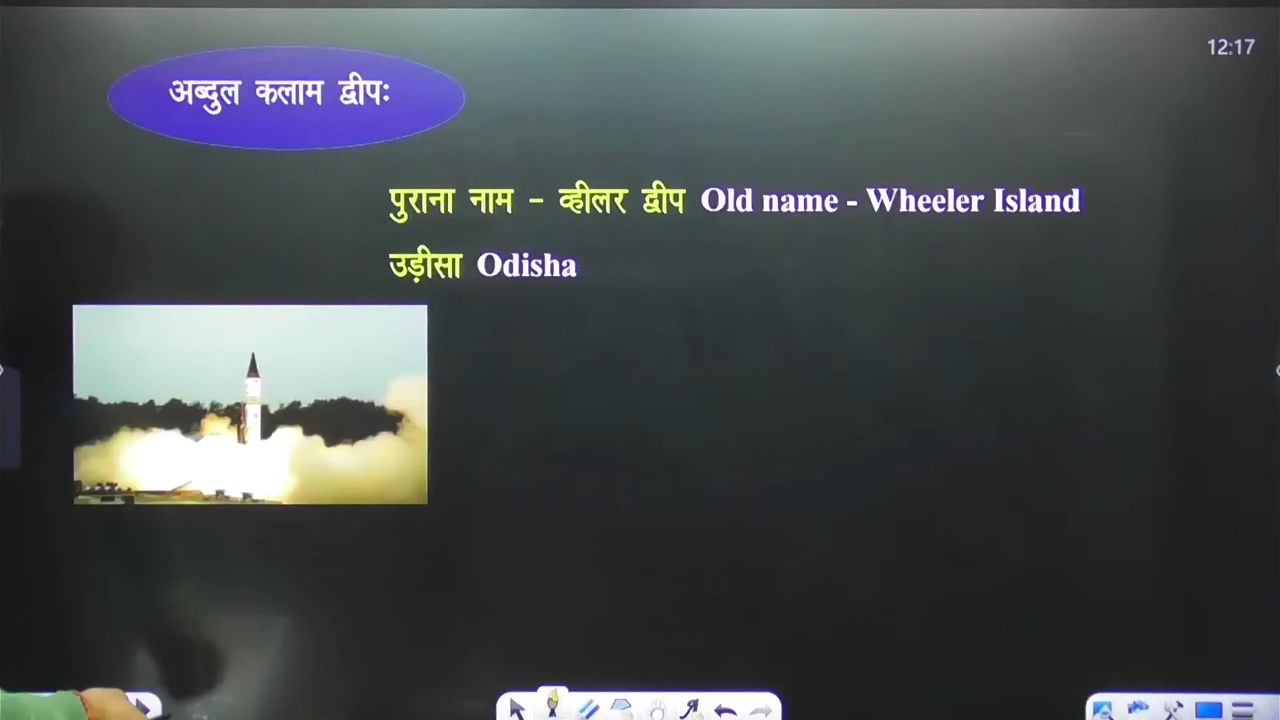 12:17
अब्दुल कलाम द्वीपः
पुराना नाम - व्हीलर द्वीप Old name - Wheeler Island
उड़ीसा Odisha